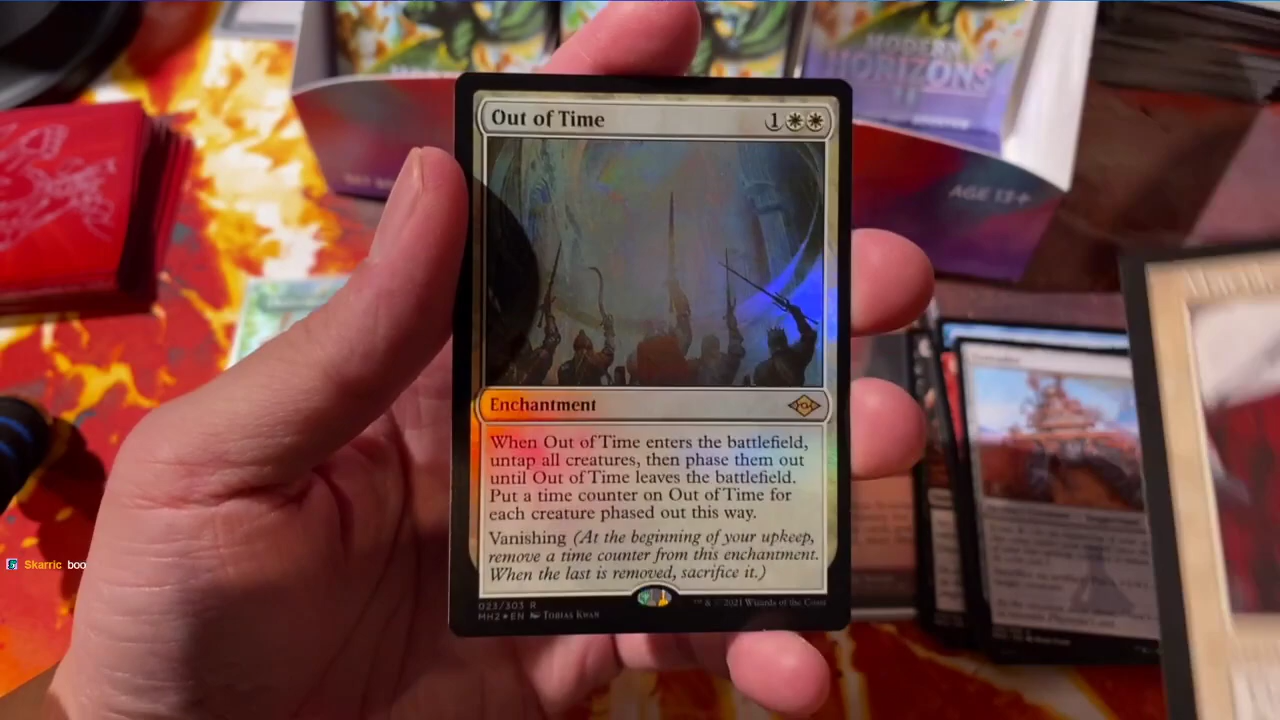 MODERN
HORIZONS
AGE 13+
Out of Time 1
Enchantment
When Out of Time enters the battlefield,
untap all creatures, then phase them out
until Out of Time leaves the battlefield.
Put a time counter on Out of Time for
each creature phased out this way.
Vanishing (At the beginning of your upkeep,
remove a time counter from this enchantment.
When the last is removed, sacrifice it.)
023/303 R
MH2★EN Tobias Kwan
™ & © 2021 Wizards of the Coast
Skarric boo